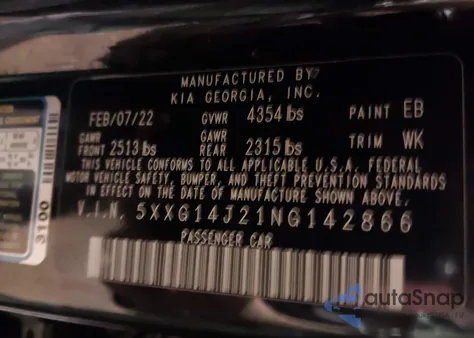 MANUFACTURED BY
KIA GEORGIA, INC.
FEB/07/22 GVWR 4354 lbs PAINT EB
GAWR FRONT 2513 lbs GAWR REAR 2315 lbs TRIM WK
THIS VEHICLE CONFORMS TO ALL APPLICABLE U.S.A. FEDERAL
MOTOR VEHICLE SAFETY, BUMPER, AND THEFT PREVENTION STANDARDS
IN EFFECT ON THE DATE OF MANUFACTURE SHOWN ABOVE.
V.I.N. 5XXG14J21NG142866
PASSENGER CAR
3100
autaSnap